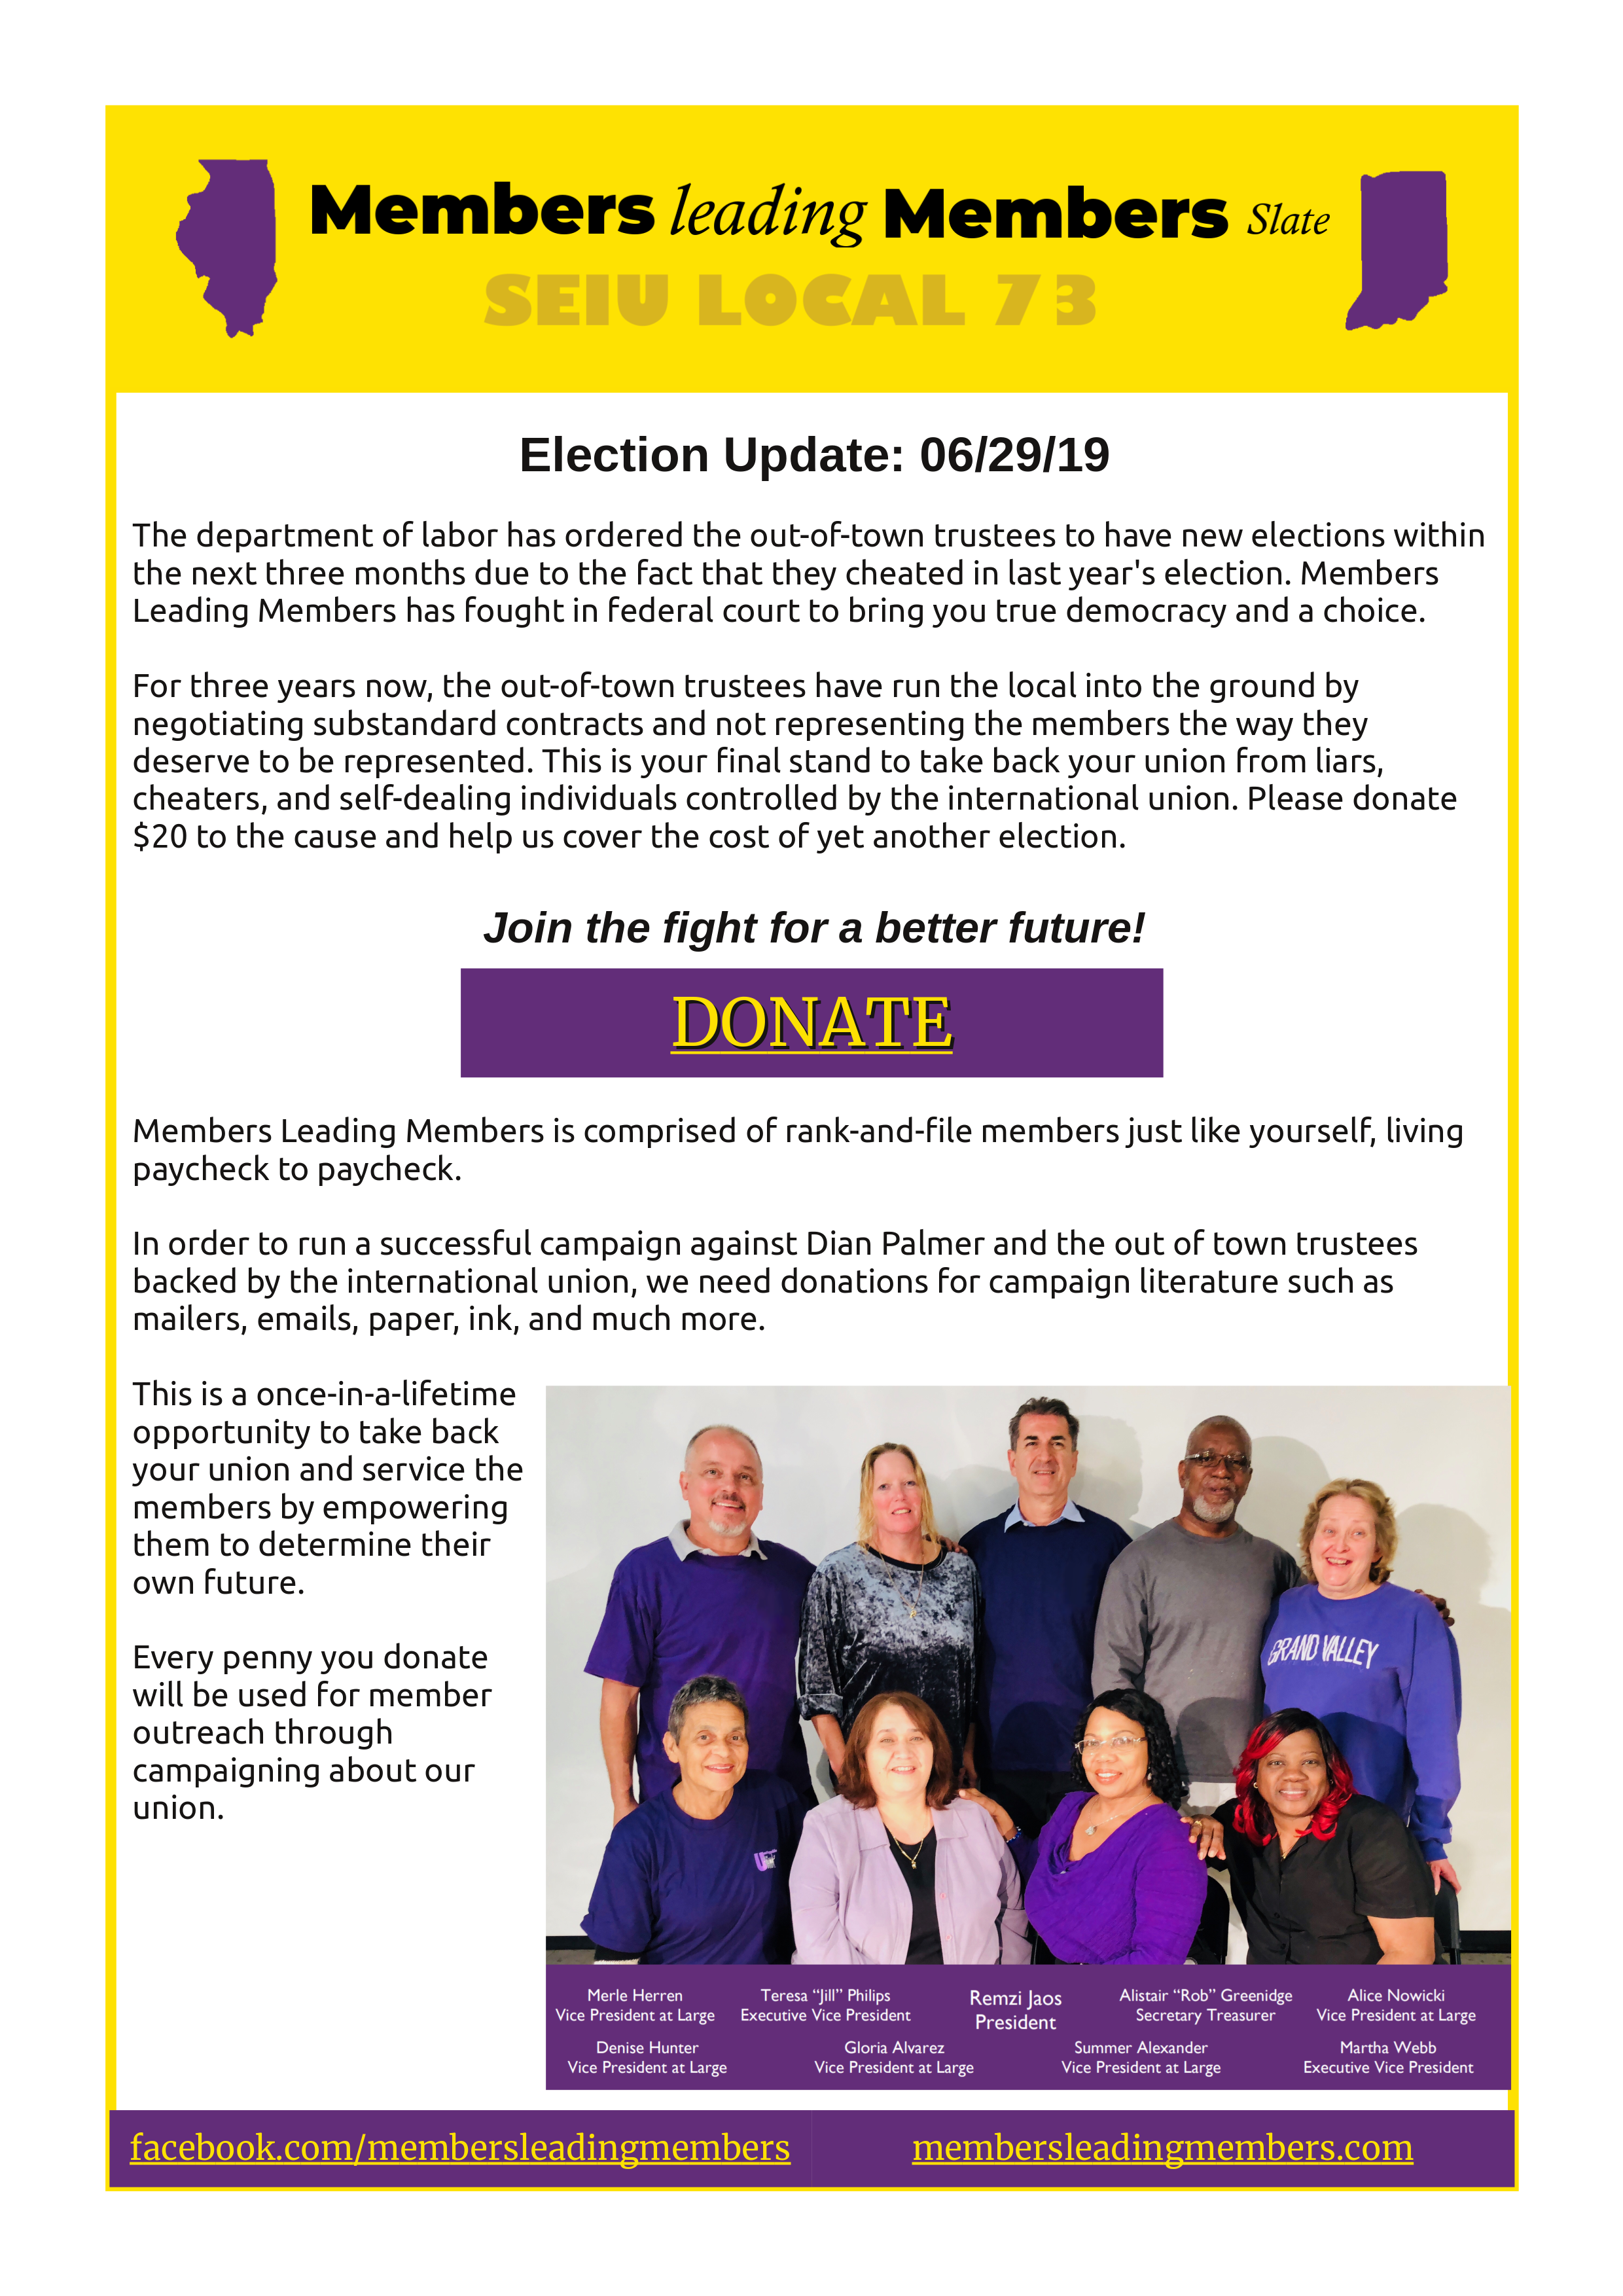 Members leading Members Slate
SEIU LOCAL 73
Election Update: 06/29/19
The department of labor has ordered the out-of-town trustees to have new elections within
the next three months due to the fact that they cheated in last year's election. Members
Leading Members has fought in federal court to bring you true democracy and a choice.
For three years now, the out-of-town trustees have run the local into the ground by
negotiating substandard contracts and not representing the members the way they
deserve to be represented. This is your final stand to take back your union from liars,
cheaters, and self-dealing individuals controlled by the international union. Please donate
$20 to the cause and help us cover the cost of yet another election.
Join the fight for a better future!
DONATE
Members Leading Members is comprised of rank-and-file members just like yourself, living
paycheck to paycheck.
In order to run a successful campaign against Dian Palmer and the out of town trustees
backed by the international union, we need donations for campaign literature such as
mailers, emails, paper, ink, and much more.
This is a once-in-a-lifetime
opportunity to take back
your union and service the
members by empowering
them to determine their
own future.
Every penny you donate
will be used for member
outreach through
campaigning about our
union.
GRAND VALLEY
Merle Herren Teresa “Jill” Philips Remzi Jaos Alistair “Rob” Greenidge Alice Nowicki
Vice President at Large Executive Vice President President Secretary Treasurer Vice President at Large
Denise Hunter Gloria Alvarez Summer Alexander Martha Webb
Vice President at Large Vice President at Large Vice President at Large Executive Vice President
facebook.com/membersleadingmembers membersleadingmembers.com